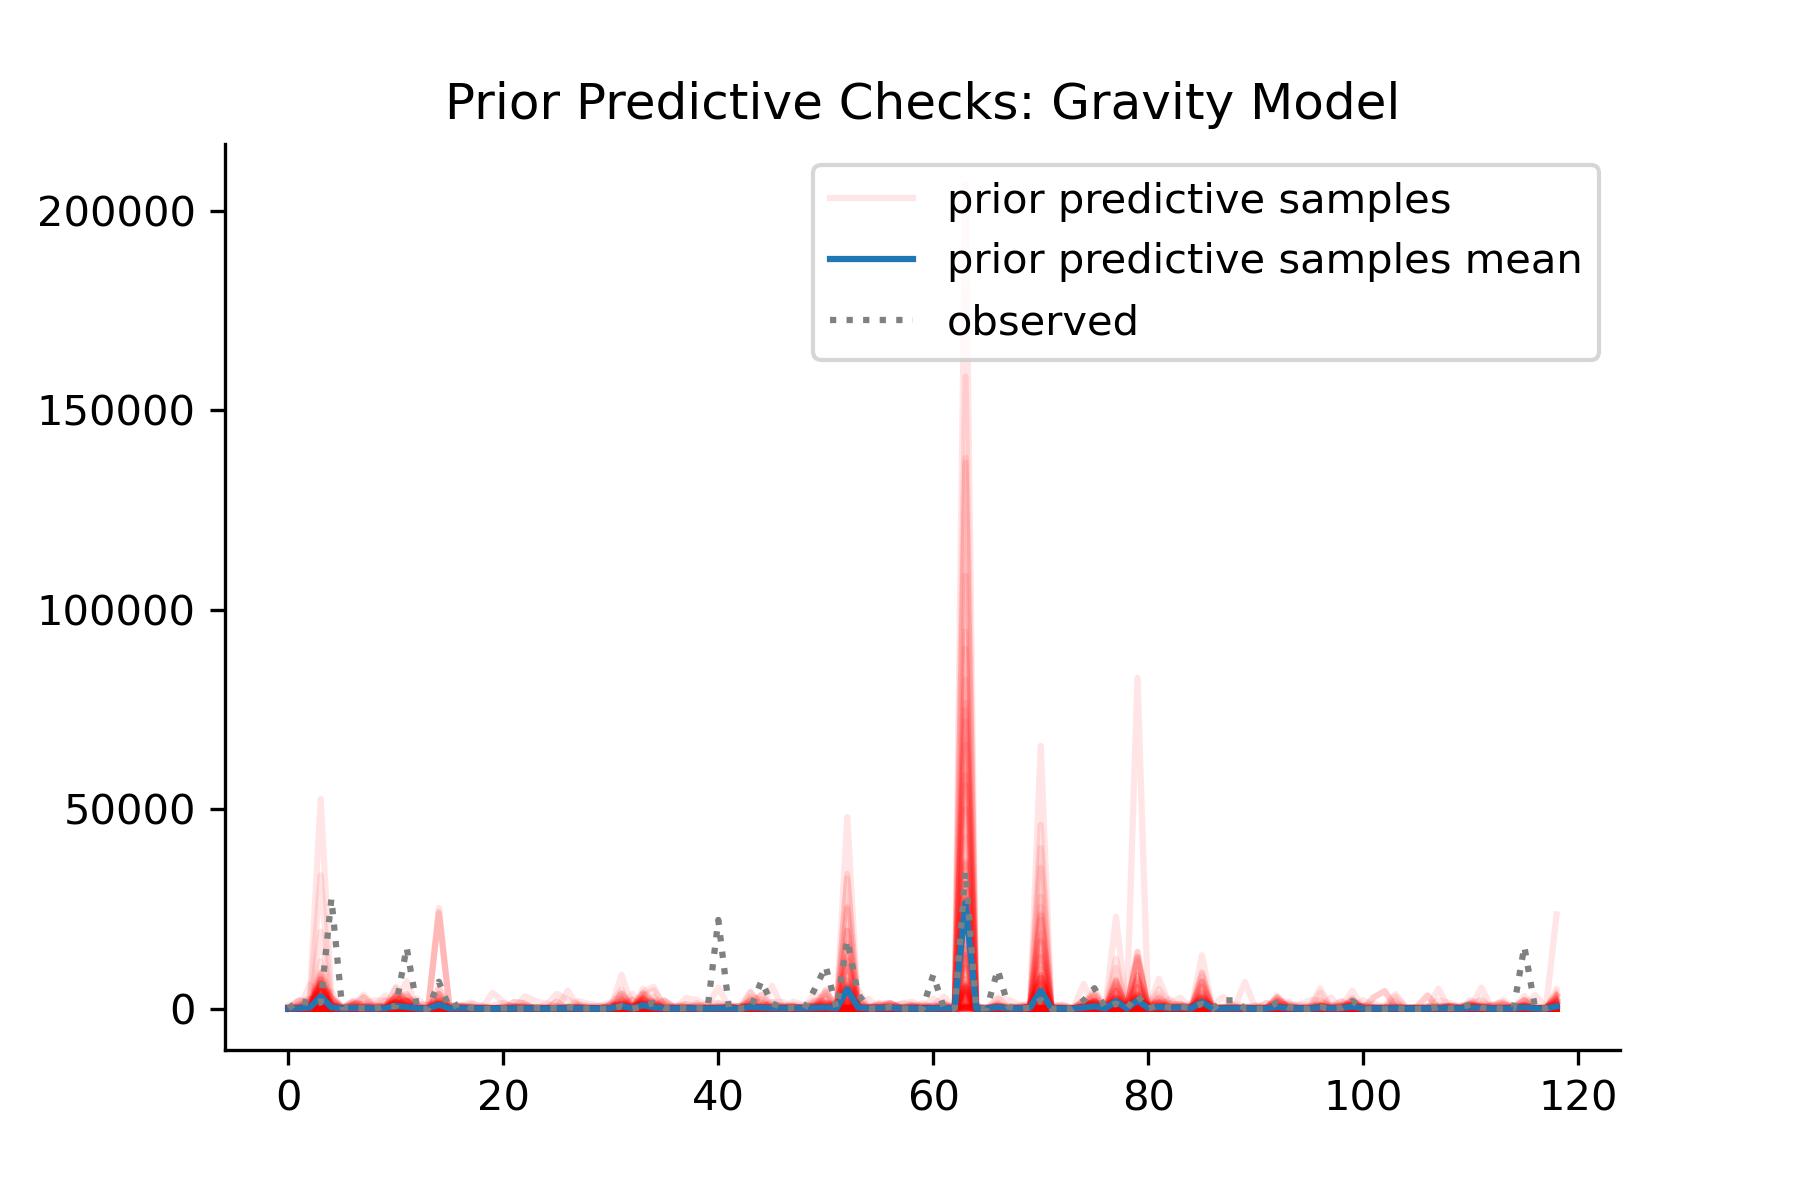 Prior Predictive Checks: Gravity Model
prior predictive samples
prior predictive samples mean
observed
200000
150000
100000
50000
0
0 20 40 60 80 100 120